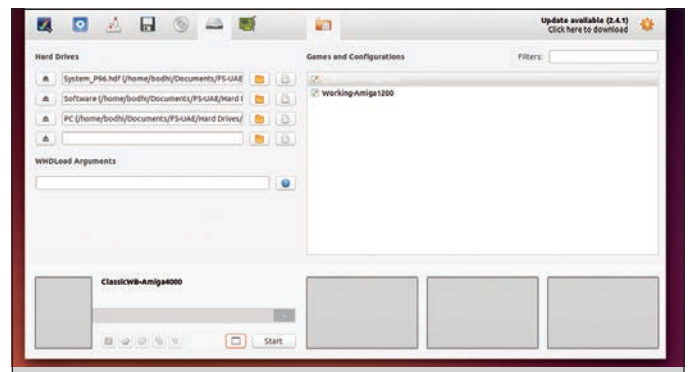 Update available (2.4.1)
Click here to download
Hard Drives
System_P96.hdf (/home/bodhi/Documents/FS-UAE
Software (/home/bodhi/Documents/FS-UAE/Hard
PC (/home/bodhi/Documents/FS-UAE/Hard Drives/
WHDLoad Arguments
Games and Configurations
Filters:
Working-Amiga1200
ClassicWB-Amiga4000
Start